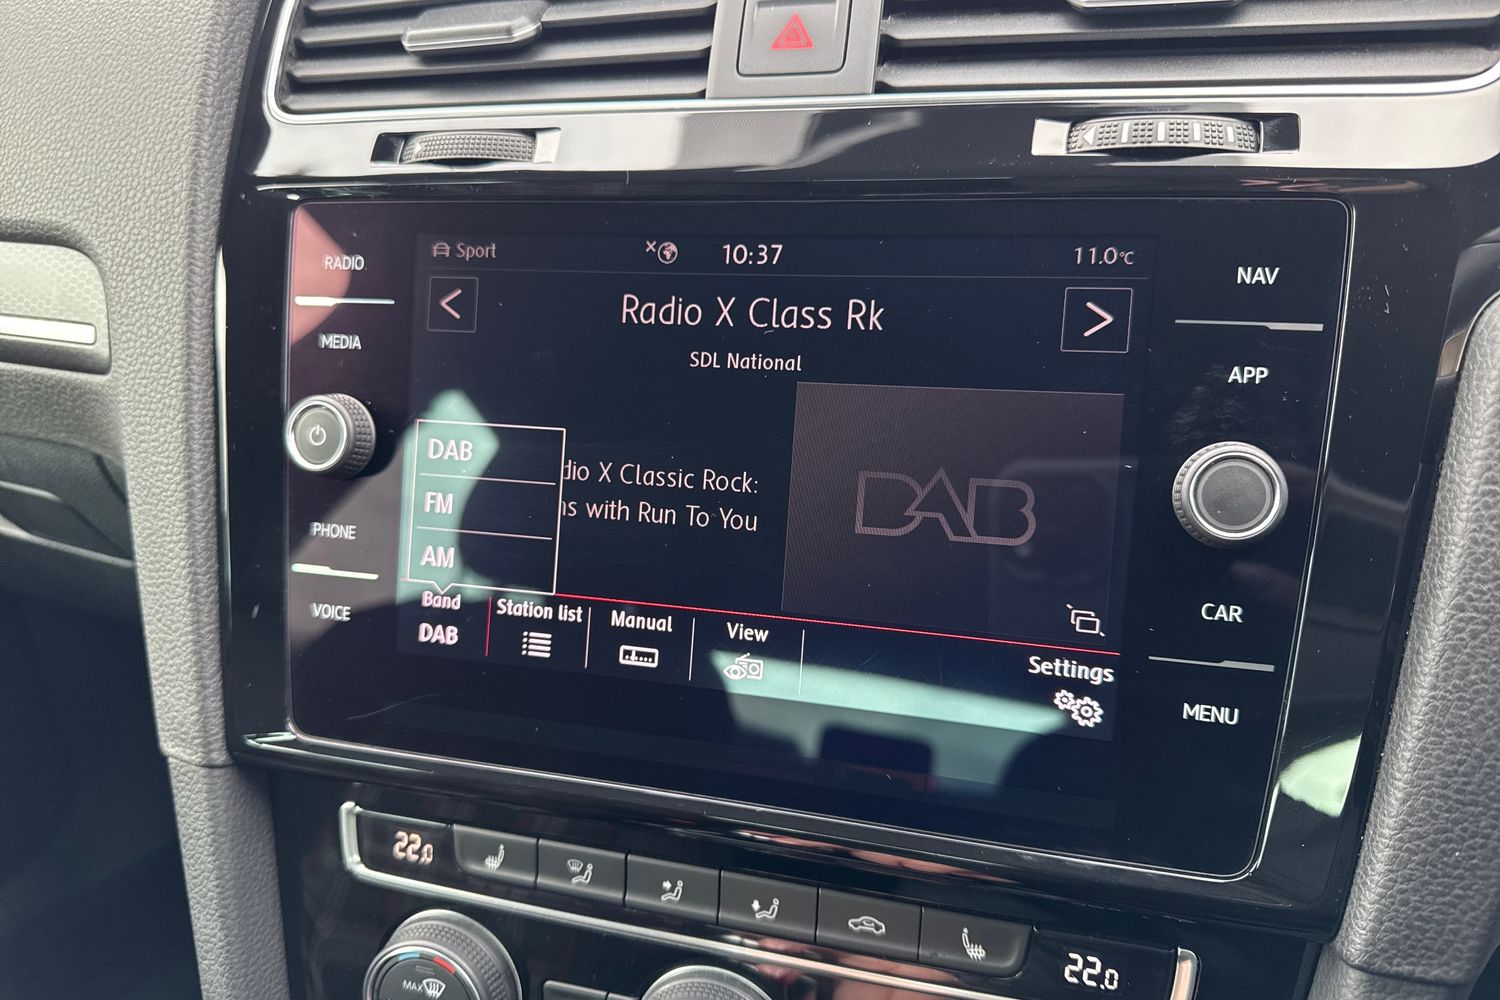 RADIO
MEDIA
PHONE
VOICE
Sport
10:37
11.0°C
Radio X Class Rk
SDL National
dio X Classic Rock:
ns with Run To You
DAB
DAB
FM
AM
Band
DAB
Station list
Manual
View
Settings
NAV
APP
CAR
MENU
22.0
22.0
MAX